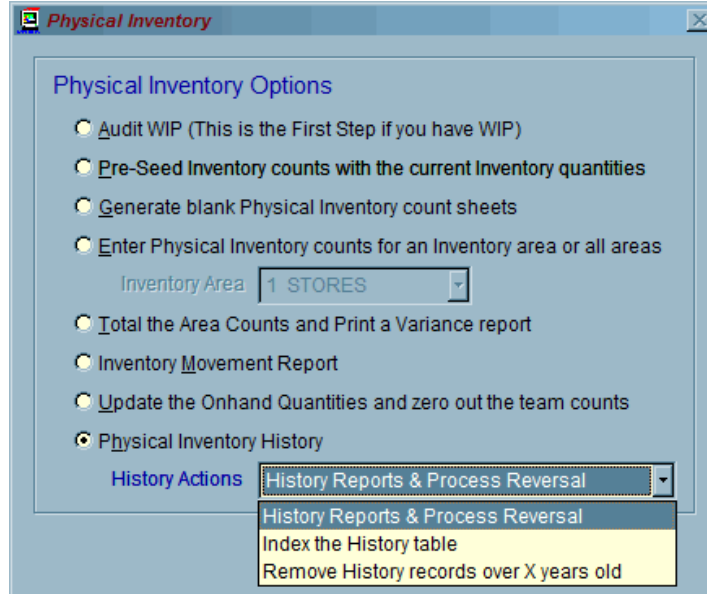 Physical Inventory
Physical Inventory Options
Audit WIP (This is the First Step if you have WIP)
Pre-Seed Inventory counts with the current Inventory quantities
Generate blank Physical Inventory count sheets
Enter Physical Inventory counts for an Inventory area or all areas
Inventory Area 1 STORES
Total the Area Counts and Print a Variance report
Inventory Movement Report
Update the Onhand Quantities and zero out the team counts
Physical Inventory History
History Actions History Reports & Process Reversal
History Reports & Process Reversal
Index the History table
Remove History records over X years old